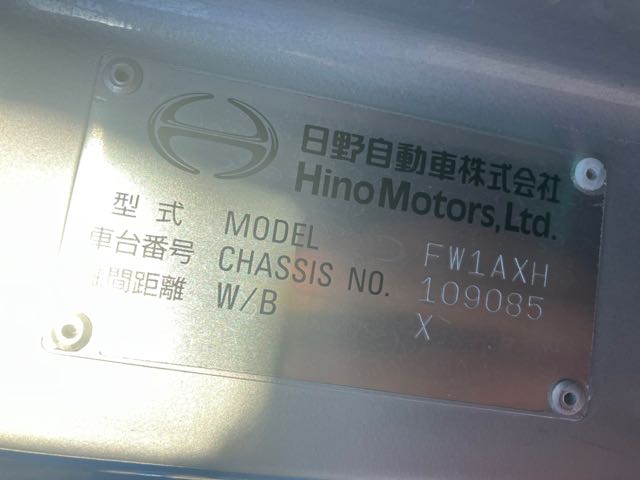 日野自動車株式会社
Hino Motors, Ltd.
型式 MODEL FW1AXH
車台番号 CHASSIS NO. 109085
間距離 W/B X